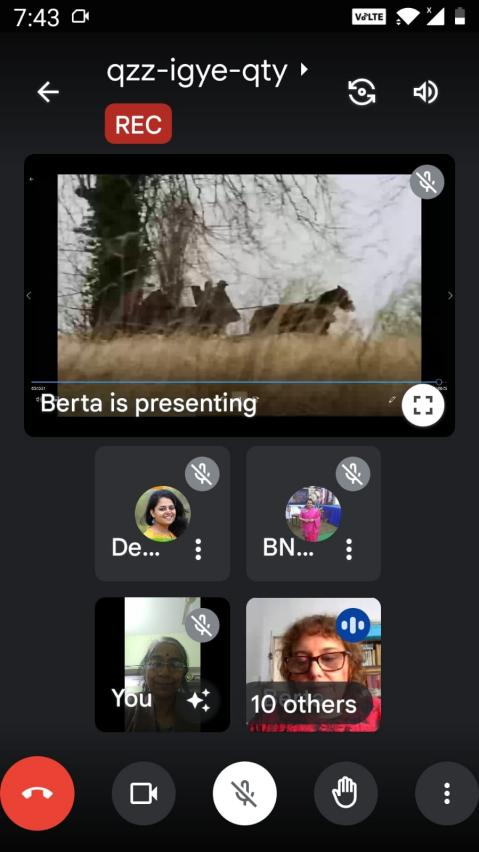 7:43
VoLTE
x
qzz-igye-qty
REC
Berta is presenting
De...
BN...
You
10 others